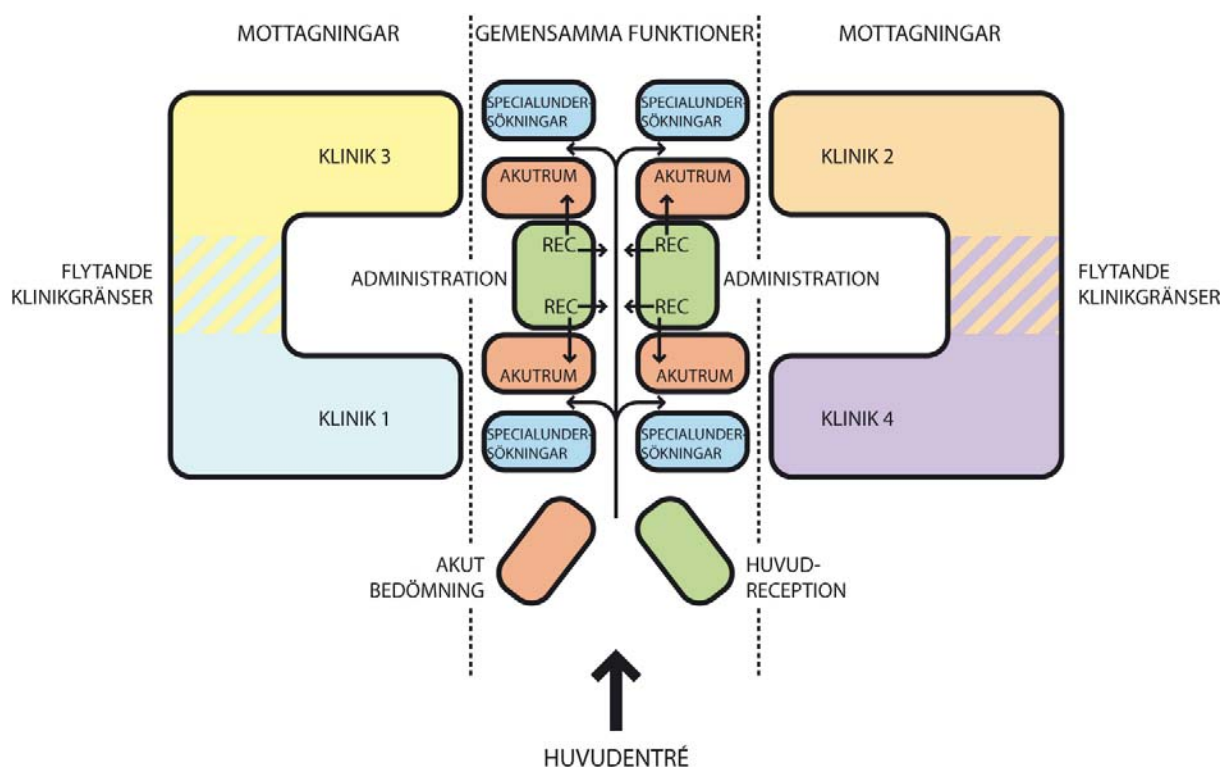 MOTTAGNINGAR
GEMENSAMMA FUNKTIONER
MOTTAGNINGAR
SPECIALUNDER-
SÖKNINGAR
SPECIALUNDER-
SÖKNINGAR
KLINIK 3
AKUTRUM
AKUTRUM
KLINIK 2
REC
REC
FLYTANDE
KLINIKGRÄNSER
ADMINISTRATION
ADMINISTRATION
FLYTANDE
KLINIKGRÄNSER
REC
REC
AKUTRUM
AKUTRUM
KLINIK 1
KLINIK 4
SPECIALUNDER-
SÖKNINGAR
SPECIALUNDER-
SÖKNINGAR
AKUT
BEDÖMNING
HUVUD-
RECEPTION
HUVUDENTRÉ